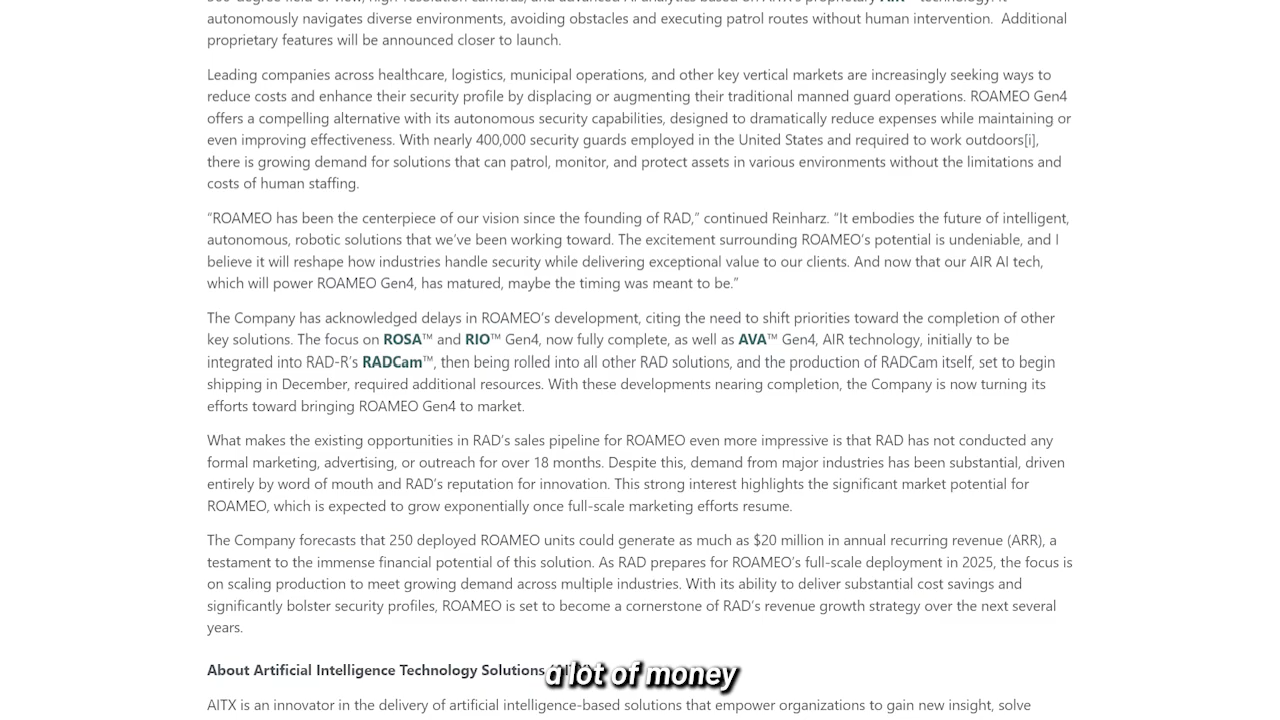 autonomously navigates diverse environments, avoiding obstacles and executing patrol routes without human intervention.  Additional
proprietary features will be announced closer to launch.
Leading companies across healthcare, logistics, municipal operations, and other key vertical markets are increasingly seeking ways to
reduce costs and enhance their security profile by displacing or augmenting their traditional manned guard operations. ROAMEO Gen4
offers a compelling alternative with its autonomous security capabilities, designed to dramatically reduce expenses while maintaining or
even improving effectiveness. With nearly 400,000 security guards employed in the United States and required to work outdoors[i],
there is growing demand for solutions that can patrol, monitor, and protect assets in various environments without the limitations and
costs of human staffing.
“ROAMEO has been the centerpiece of our vision since the founding of RAD,” continued Reinharz. “It embodies the future of intelligent,
autonomous, robotic solutions that we’ve been working toward. The excitement surrounding ROAMEO’s potential is undeniable, and I
believe it will reshape how industries handle security while delivering exceptional value to our clients. And now that our AIR AI tech,
which will power ROAMEO Gen4, has matured, maybe the timing was meant to be.”
The Company has acknowledged delays in ROAMEO’s development, citing the need to shift priorities toward the completion of other
key solutions. The focus on ROSA™ and RIO™ Gen4, now fully complete, as well as AVA™ Gen4, AIR technology, initially to be
integrated into RAD-R’s RADCam™, then being rolled into all other RAD solutions, and the production of RADCam itself, set to begin
shipping in December, required additional resources. With these developments nearing completion, the Company is now turning its
efforts toward bringing ROAMEO Gen4 to market.
What makes the existing opportunities in RAD’s sales pipeline for ROAMEO even more impressive is that RAD has not conducted any
formal marketing, advertising, or outreach for over 18 months. Despite this, demand from major industries has been substantial, driven
entirely by word of mouth and RAD’s reputation for innovation. This strong interest highlights the significant market potential for
ROAMEO, which is expected to grow exponentially once full-scale marketing efforts resume.
The Company forecasts that 250 deployed ROAMEO units could generate as much as $20 million in annual recurring revenue (ARR), a
testament to the immense financial potential of this solution. As RAD prepares for ROAMEO’s full-scale deployment in 2025, the focus is
on scaling production to meet growing demand across multiple industries. With its ability to deliver substantial cost savings and
significantly bolster security profiles, ROAMEO is set to become a cornerstone of RAD’s revenue growth strategy over the next several
years.
About Artificial Intelligence Technology Solutions
a lot of money
AITX is an innovator in the delivery of artificial intelligence-based solutions that empower organizations to gain new insight, solve